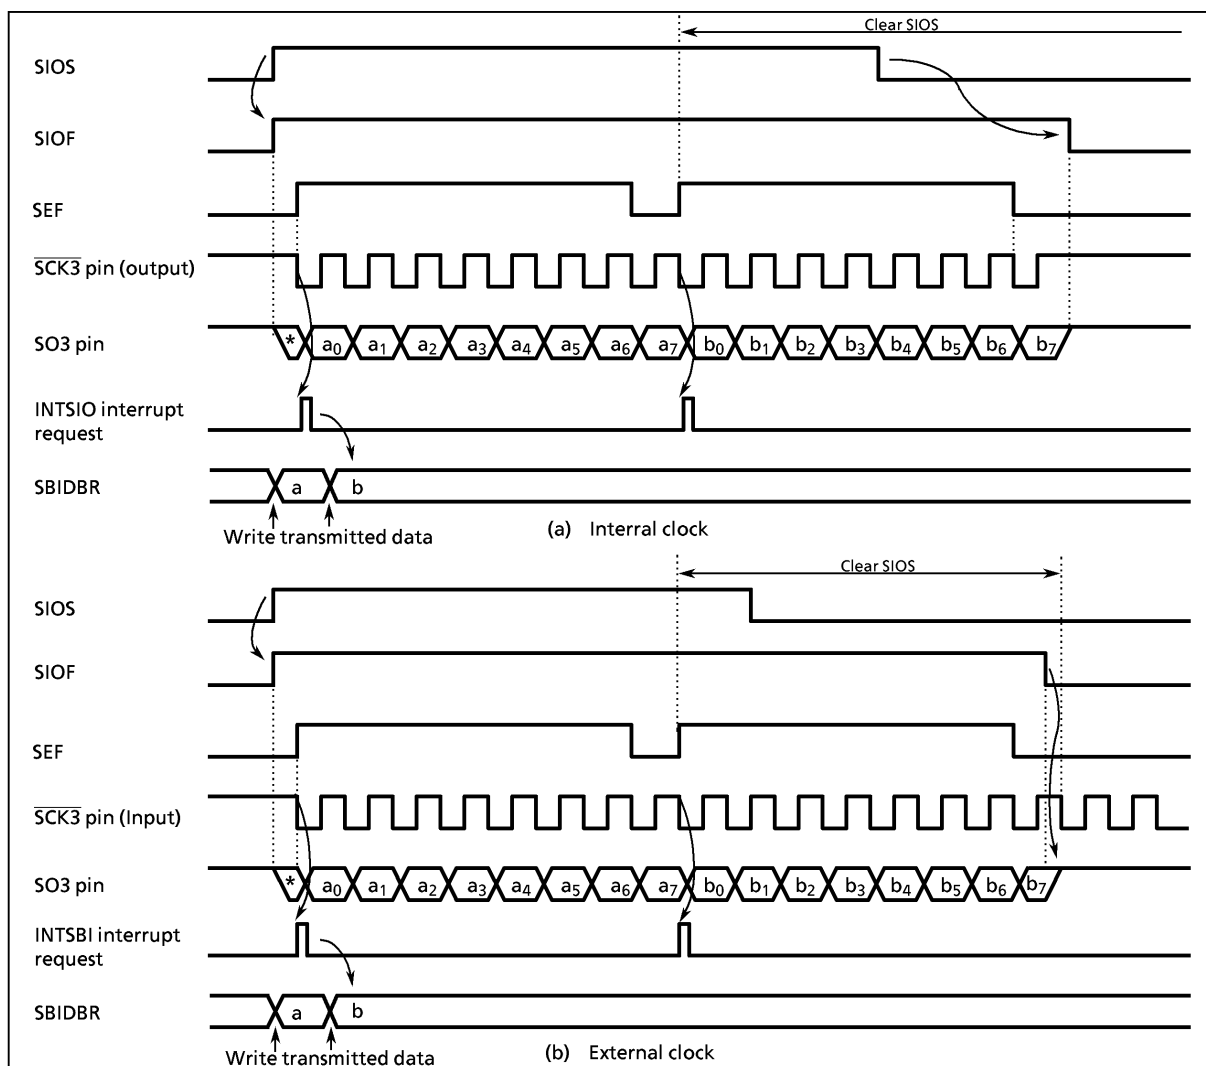 Clear SIOS
SIOS
SIOF
SEF
SCK3 pin (output)
SO3 pin
* a0 a1 a2 a3 a4 a5 a6 a7 b0 b1 b2 b3 b4 b5 b6 b7
INTSIO interrupt
request
SBIDBR
a b
Write transmitted data
(a) Interral clock
Clear SIOS
SIOS
SIOF
SEF
SCK3 pin (Input)
SO3 pin
* a0 a1 a2 a3 a4 a5 a6 a7 b0 b1 b2 b3 b4 b5 b6 b7
INTSBI interrupt
request
SBIDBR
a b
Write transmitted data
(b) External clock